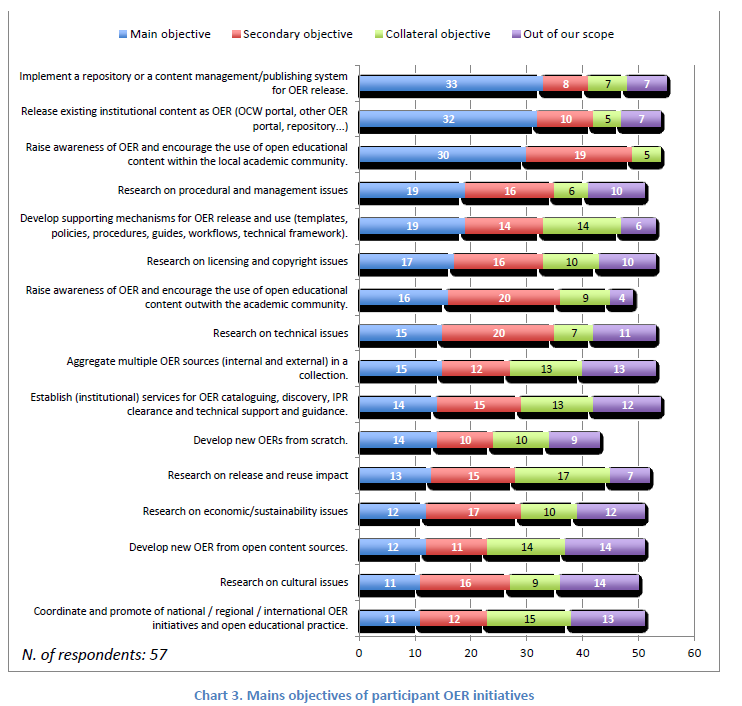 Main objective Secondary objective Collateral objective Out of our scope
Implement a repository or a content management/publishing system
for OER release.
33 8 7 7
Release existing institutional content as OER (OCW portal, other OER
portal, repository...)
32 10 5 7
Raise awareness of OER and encourage the use of open educational
content within the local academic community.
30 19 5
Research on procedural and management issues
19 16 6 10
Develop supporting mechanisms for OER release and use (templates,
policies, procedures, guides, workflows, technical framework).
19 14 14 6
Research on licensing and copyright issues
17 16 10 10
Raise awareness of OER and encourage the use of open educational
content outwith the academic community.
16 20 9 4
Research on technical issues
15 20 7 11
Aggregate multiple OER sources (internal and external) in a
collection.
15 12 13 13
Establish (institutional) services for OER cataloguing, discovery, IPR
clearance and technical support and guidance.
14 15 13 12
Develop new OERs from scratch.
14 10 10 9
Research on release and reuse impact
13 15 17 7
Research on economic/sustainability issues
12 17 10 12
Develop new OER from open content sources.
12 11 14 14
Research on cultural issues
11 16 9 14
Coordinate and promote of national / regional / international OER
initiatives and open educational practice.
11 12 15 13
N. of respondents: 57
0 10 20 30 40 50 60
Chart 3. Mains objectives of participant OER initiatives